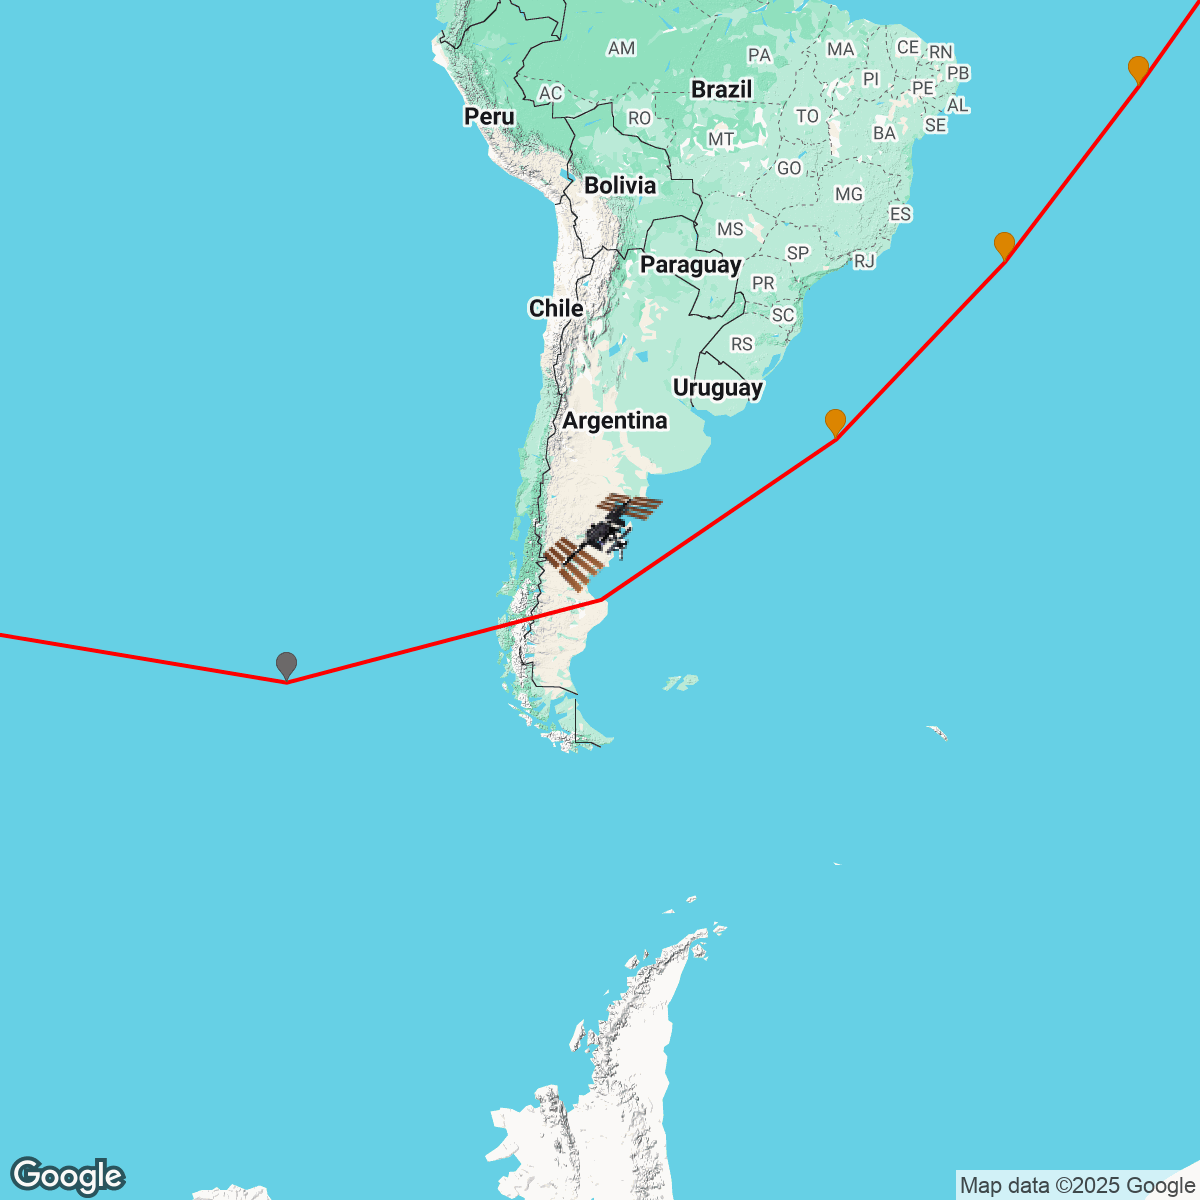 AM
PA
MA
CE
RN
PB
PI
PE
AL
AC
Brazil
TO
SE
Peru
RO
MT
BA
GO
Bolivia
MG
ES
MS
SP
RJ
Paraguay
PR
Chile
SC
RS
Uruguay
Argentina
Google
Map data ©2025 Google